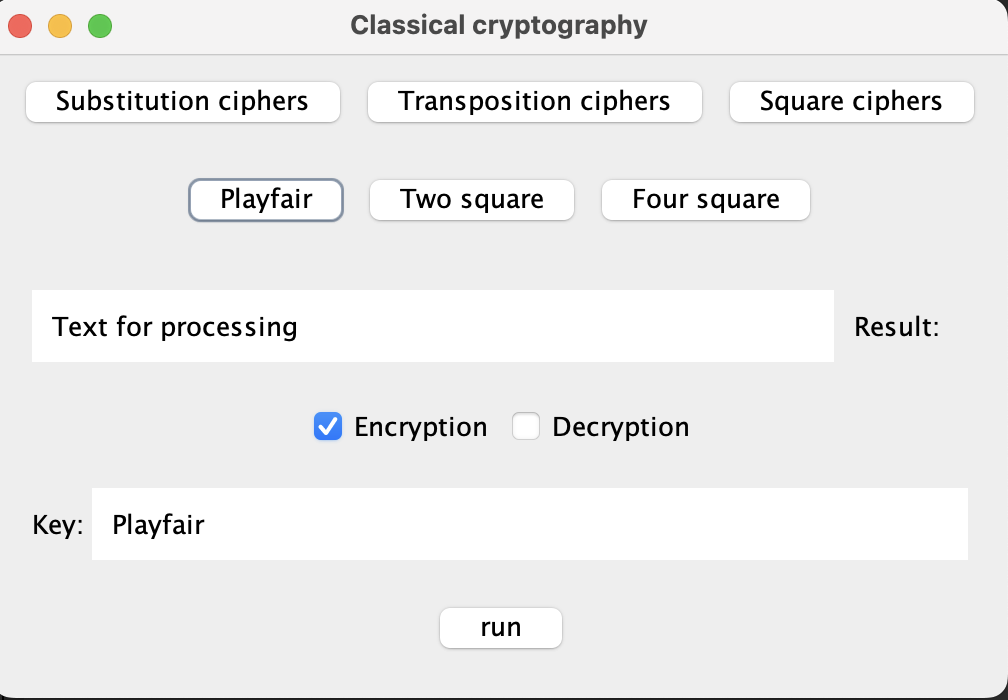 Classical cryptography
Substitution ciphers Transposition ciphers Square ciphers
Playfair Two square Four square
Text for processing Result:
Encryption Decryption
Key: Playfair
run